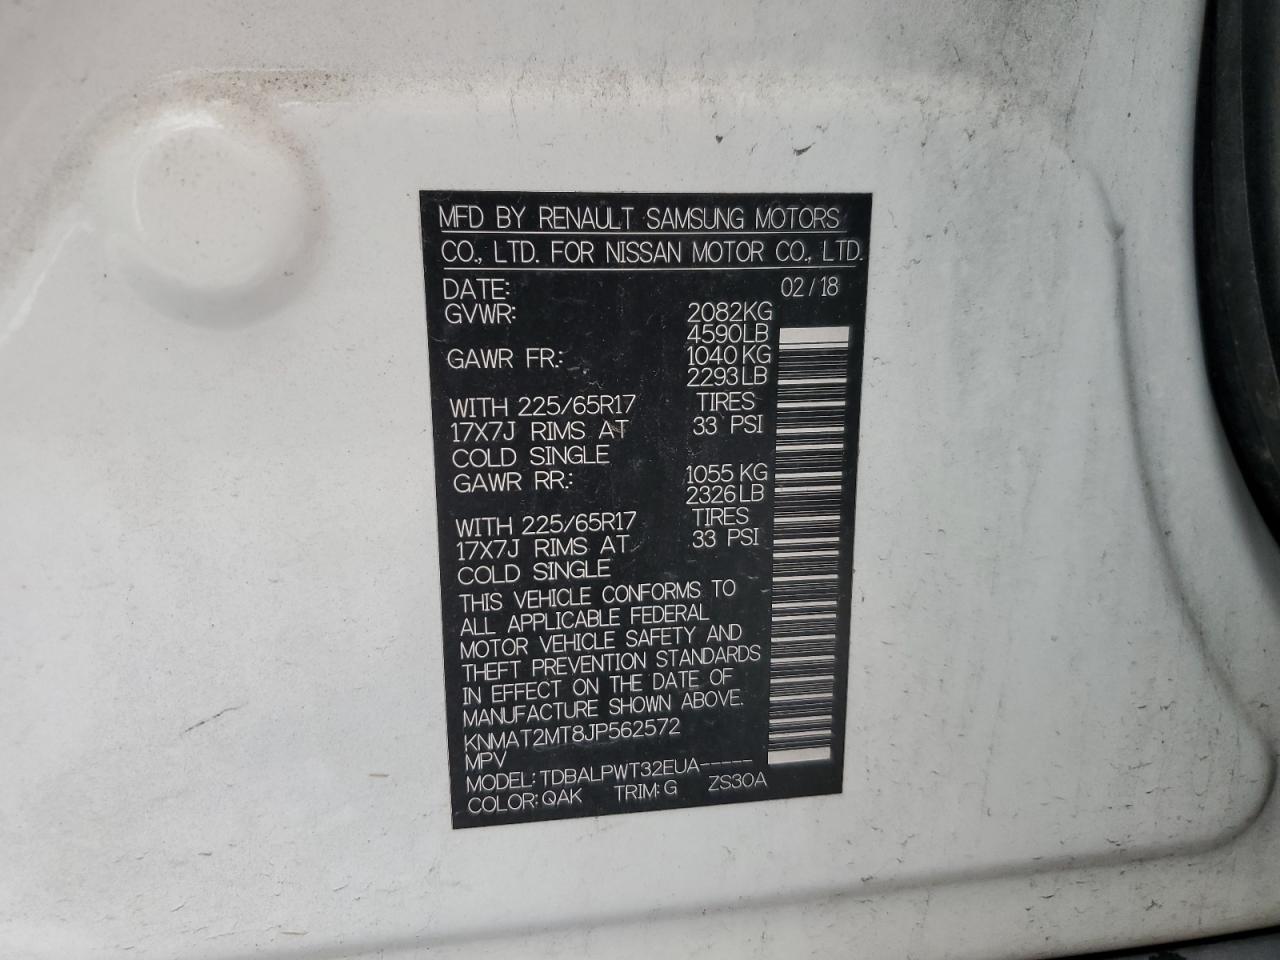 MFD BY RENAULT SAMSUNG MOTORS
CO., LTD. FOR NISSAN MOTOR CO., LTD.
DATE: 02/18
GVWR: 2082KG
4590LB
GAWR FR.: 1040 KG
2293LB
WITH 225/65R17 TIRES
17X7J RIMS AT 33 PSI
COLD SINGLE
GAWR RR.: 1055 KG
2326LB
WITH 225/65R17 TIRES
17X7J RIMS AT 33 PSI
COLD SINGLE
THIS VEHICLE CONFORMS TO
ALL APPLICABLE FEDERAL
MOTOR VEHICLE SAFETY AND
THEFT PREVENTION STANDARDS
IN EFFECT ON THE DATE OF
MANUFACTURE SHOWN ABOVE.
KNMAT2MT8JP562572
MPV
MODEL: TDBALPWT32EUA-----
COLOR: QAK TRIM: G ZS30A